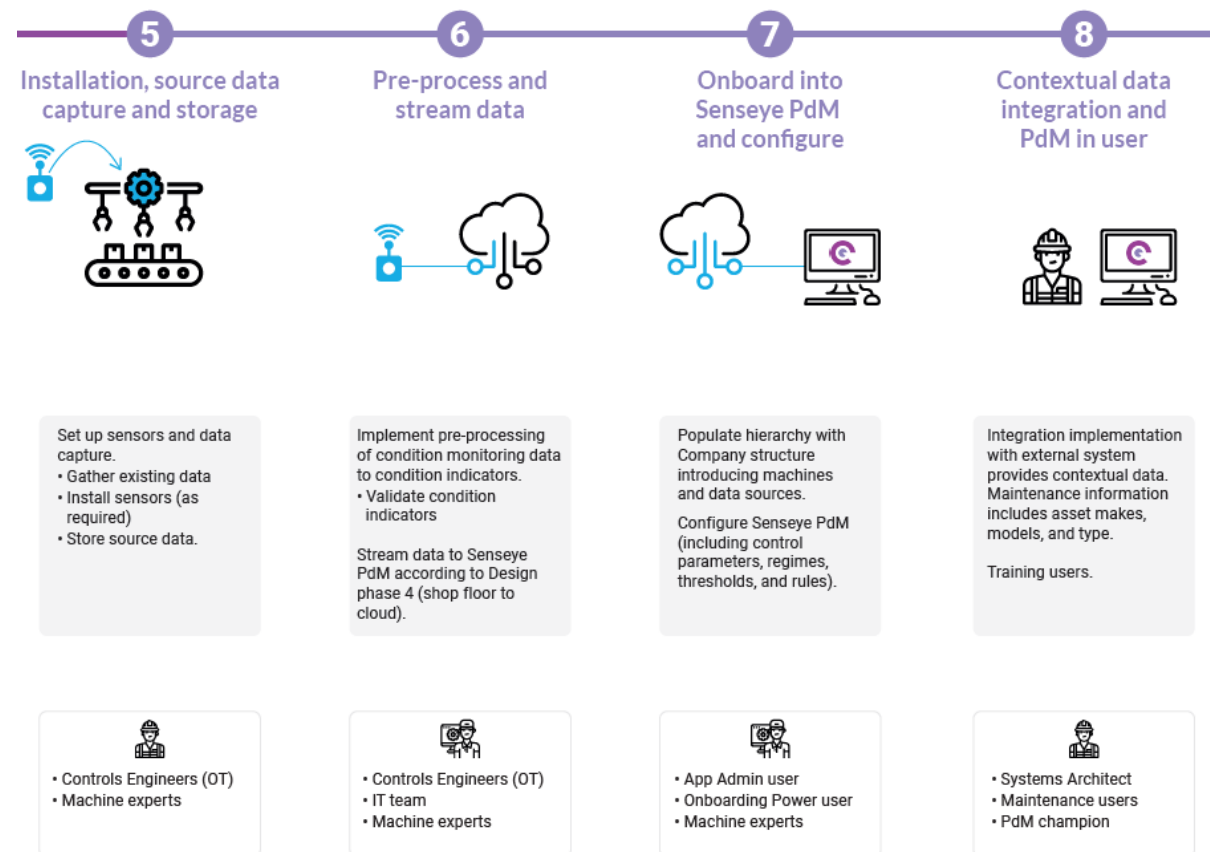 5
Installation, source data
capture and storage
6
Pre-process and
stream data
7
Onboard into
Senseye PdM
and configure
8
Contextual data
integration and
PdM in user
Set up sensors and data
capture.
• Gather existing data
• Install sensors (as
required)
• Store source data.
Implement pre-processing
of condition monitoring data
to condition indicators.
• Validate condition
indicators
Stream data to Senseye
PdM according to Design
phase 4 (shop floor to
cloud).
Populate hierarchy with
Company structure
introducing machines
and data sources.
Configure Senseye PdM
(including control
parameters, regimes,
thresholds, and rules).
Integration implementation
with external system
provides contextual data.
Maintenance information
includes asset makes,
models, and type.
Training users.
• Controls Engineers (OT)
• Machine experts
• Controls Engineers (OT)
• IT team
• Machine experts
• App Admin user
• Onboarding Power user
• Machine experts
• Systems Architect
• Maintenance users
• PdM champion